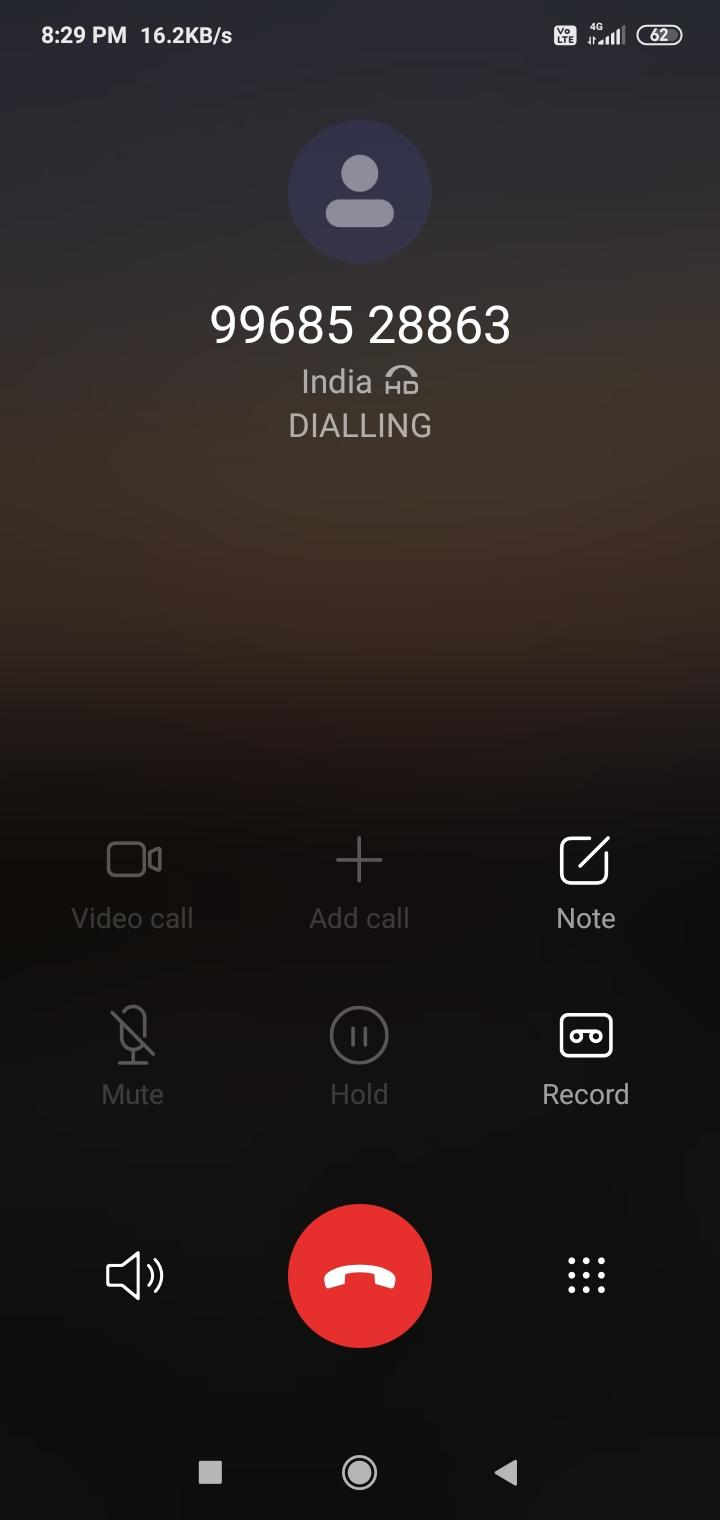 8:29 PM 16.2KB/s Vo LTE 4G 62
99685 28863
India HD
DIALLING
Video call Add call Note
Mute Hold Record